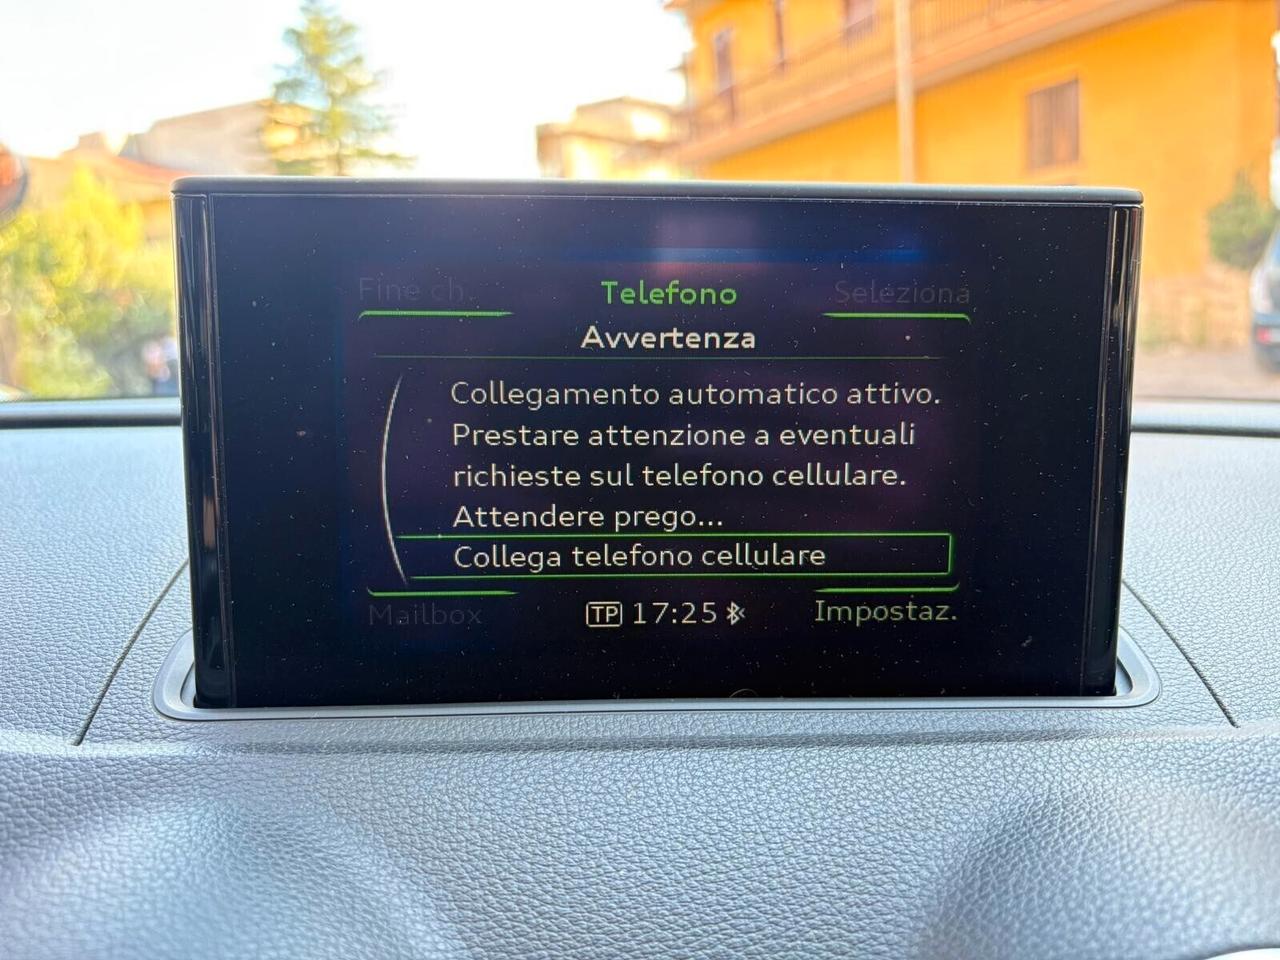 Fine ch.
Telefono
Seleziona
Avvertenza
Collegamento automatico attivo.
Prestare attenzione a eventuali
richieste sul telefono cellulare.
Attendere prego...
Collega telefono cellulare
Mailbox
TP 17:25
Impostaz.